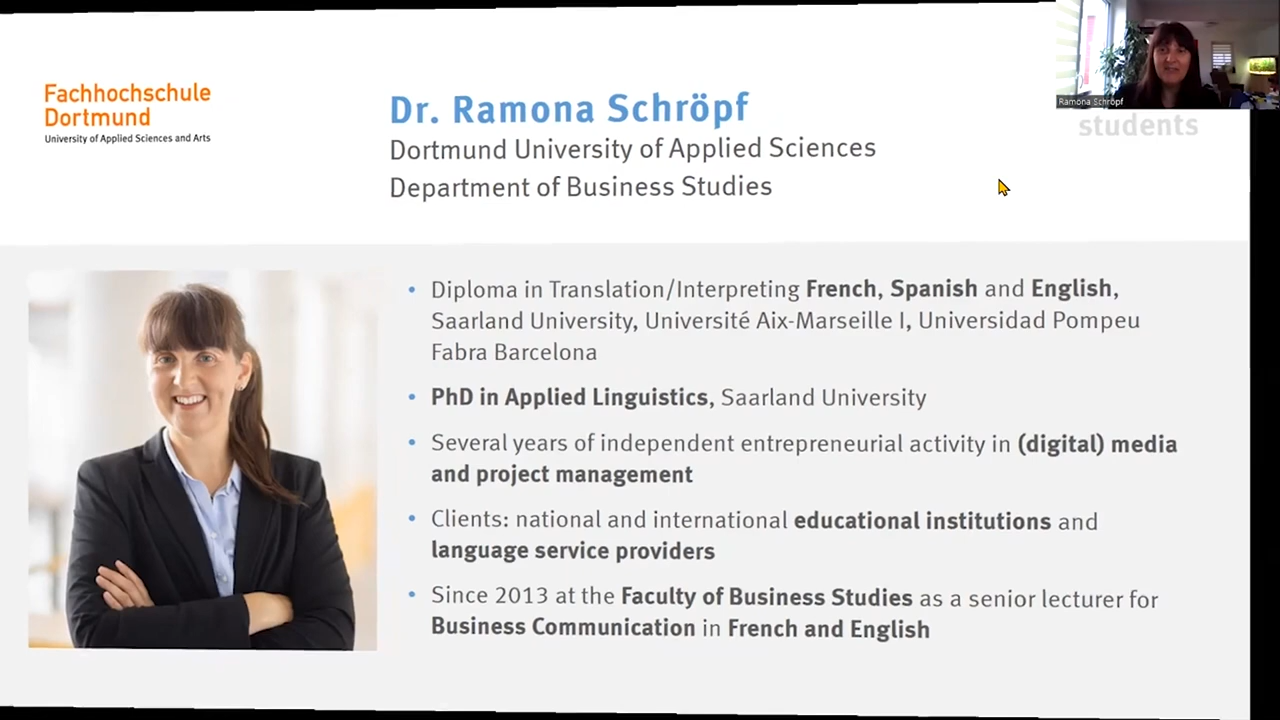 Fachhochschule
Dortmund
University of Applied Sciences and Arts
Dr. Ramona Schröpf
Dortmund University of Applied Sciences
Department of Business Studies
Ramona Schröpf
students
• Diploma in Translation/Interpreting French, Spanish and English,
Saarland University, Université Aix-Marseille I, Universidad Pompeu
Fabra Barcelona
• PhD in Applied Linguistics, Saarland University
• Several years of independent entrepreneurial activity in (digital) media
and project management
• Clients: national and international educational institutions and
language service providers
• Since 2013 at the Faculty of Business Studies as a senior lecturer for
Business Communication in French and English